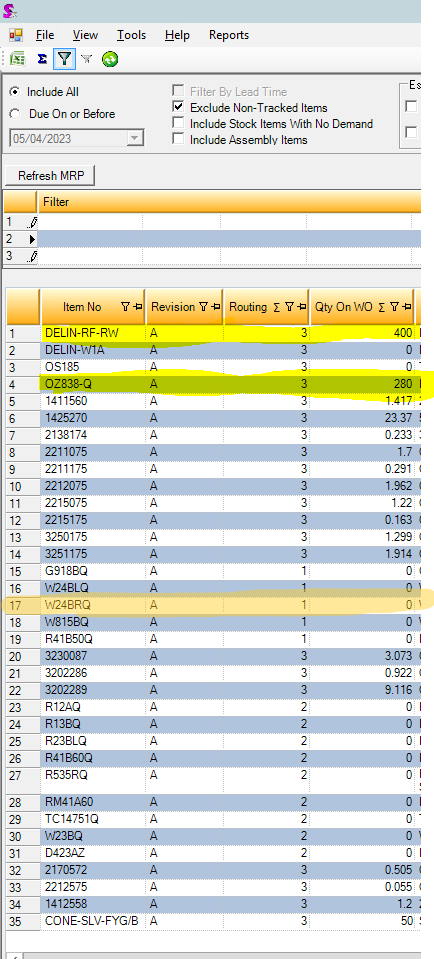 File View Tools Help Reports
Include All
Due On or Before
05/04/2023
Filter By Lead Time
Exclude Non-Tracked Items
Include Stock Items With No Demand
Include Assembly Items
Es
Refresh MRP
Filter
1
2
3
Item No Revision Routing Σ Qty On WO Σ
1 DELIN-RF-RW A 3 400
2 DELIN-W1A A 3 0
3 OS185 A 3 0
4 OZ838-Q A 3 280
5 1411560 A 3 1.417
6 1425270 A 3 23.37
7 2138174 A 3 0.233
8 2211075 A 3 1.7
9 2211175 A 3 0.291
10 2212075 A 3 1.962
11 2215075 A 3 1.22
12 2215175 A 3 0.163
13 3250175 A 3 1.299
14 3251175 A 3 1.914
15 G918BQ A 1 0
16 W24BLQ A 1 0
17 W24BRQ A 1 0
18 W815BQ A 1 0
19 R41B50Q A 1 0
20 3230087 A 3 3.073
21 3202286 A 3 0.922
22 3202289 A 3 9.116
23 R12AQ A 2 0
24 R13BQ A 2 0
25 R23BLQ A 2 0
26 R41B60Q A 2 0
27 R535RQ A 2 0
28 RM41A60 A 2 0
29 TC14751Q A 2 0
30 W23BQ A 2 0
31 D423AZ A 2 0
32 2170572 A 3 0.505
33 2212575 A 3 0.055
34 1412558 A 3 1.2
35 CONE-SLV-FYG/B A 3 50